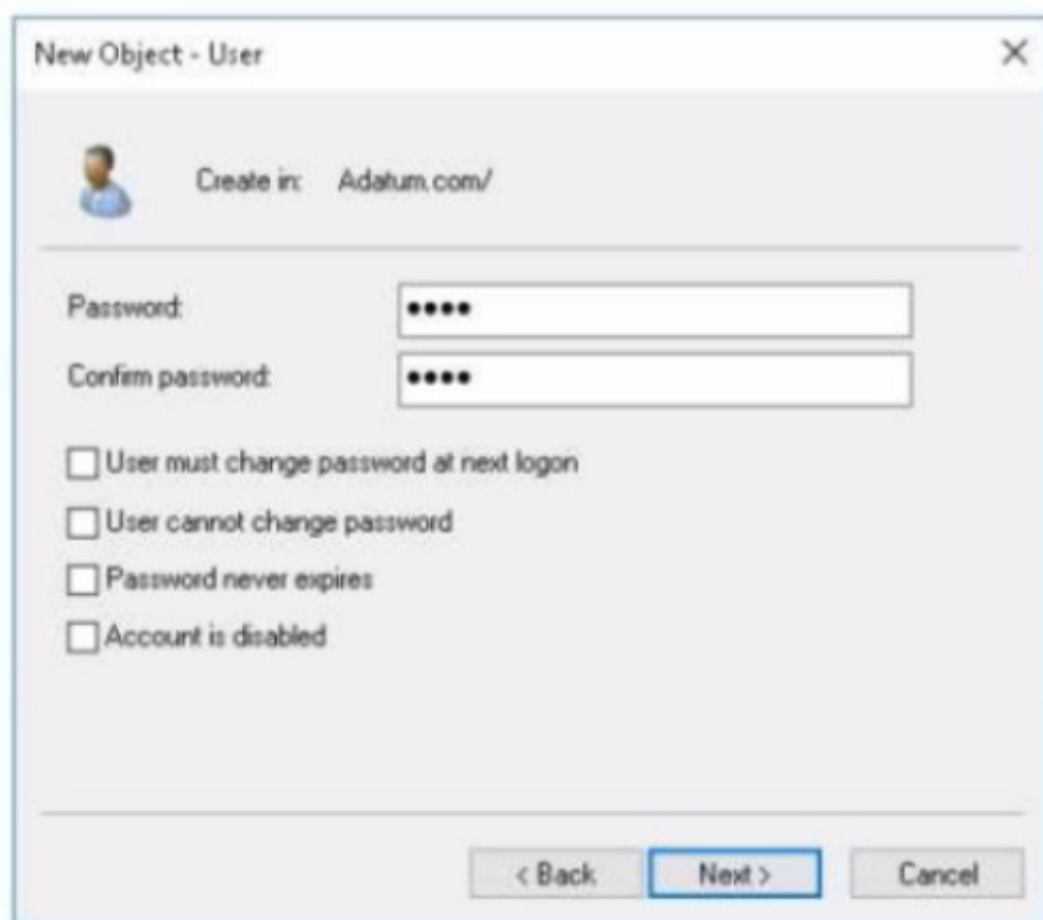 New Object - User
Create in: Adatum.com/
Password:
••••
Confirm password:
••••
User must change password at next logon
User cannot change password
Password never expires
Account is disabled
< Back Next > Cancel